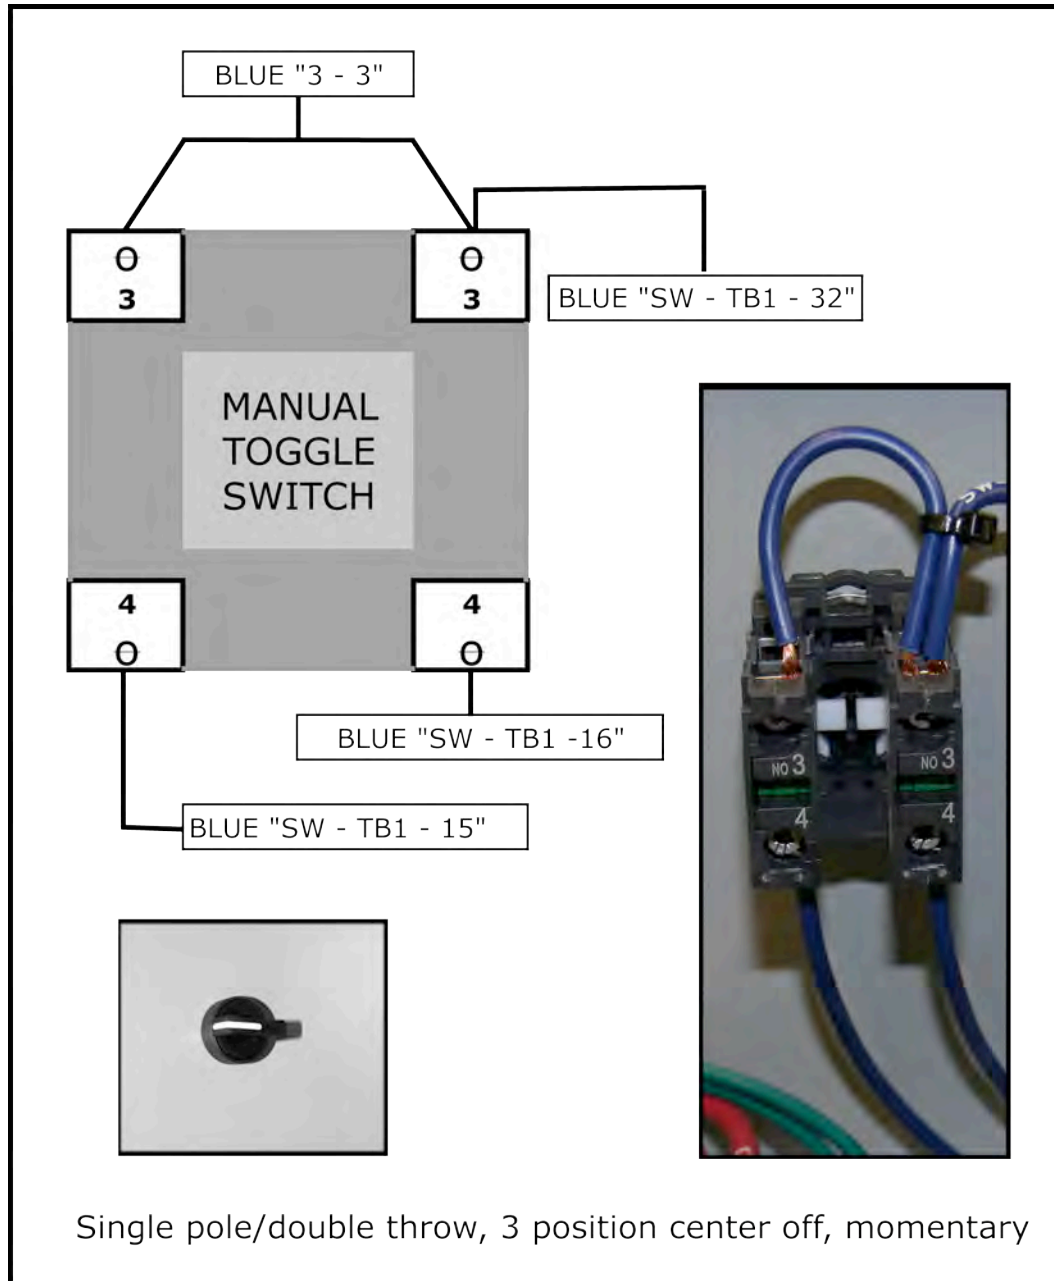 BLUE "3 - 3"
O
3
O
3
BLUE "SW - TB1 - 32"
MANUAL
TOGGLE
SWITCH
4
O
4
O
BLUE "SW - TB1 -16"
BLUE "SW - TB1 - 15"
SW
NO 3
NO 3
4
4
Single pole/double throw, 3 position center off, momentary